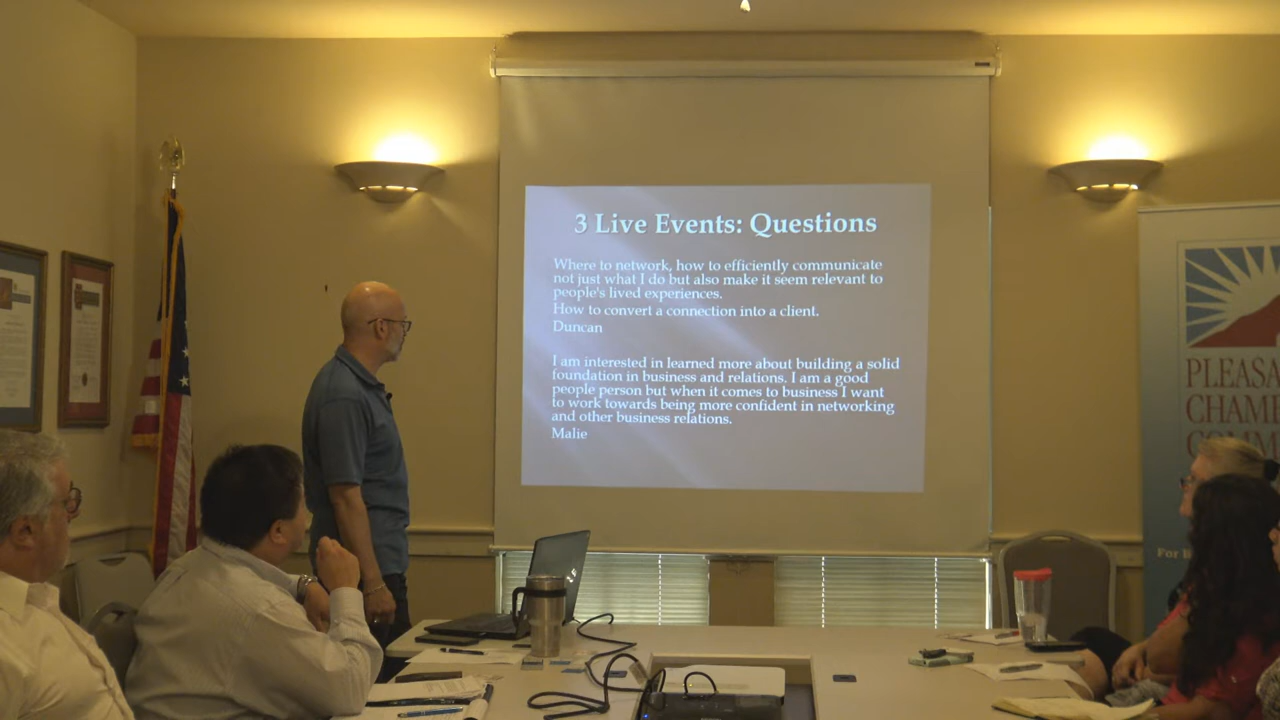 3 Live Events: Questions
Where to network, how to efficiently communicate
not just what I do but also make it seem relevant to
people's lived experiences.
How to convert a connection into a client.
Duncan
I am interested in learned more about building a solid
foundation in business and relations. I am a good
people person but when it comes to business I want
to work towards being more confident in networking
and other business relations.
Malie
PLEASA
CHAM
COMM
For B